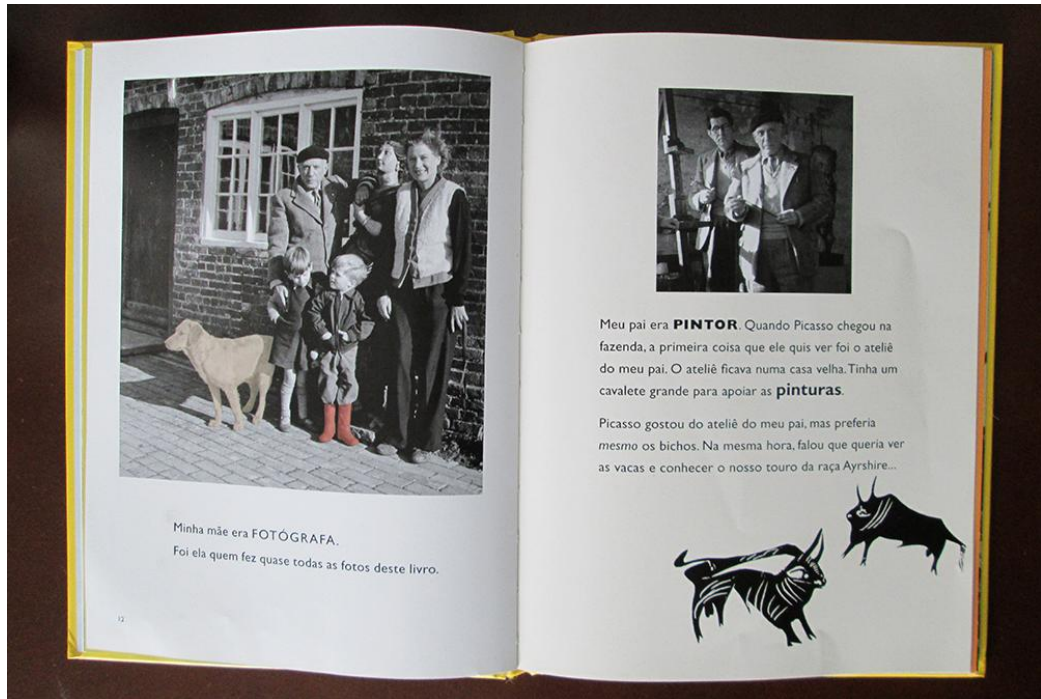 Minha mãe era FOTÓGRAFA.
Foi ela quem fez quase todas as fotos deste livro.
12
Meu pai era PINTOR. Quando Picasso chegou na
fazenda, a primeira coisa que ele quis ver foi o ateliê
do meu pai. O ateliê ficava numa casa velha. Tinha um
cavalete grande para apoiar as pinturas.
Picasso gostou do ateliê do meu pai, mas preferia
mesmo os bichos. Na mesma hora, falou que queria ver
as vacas e conhecer o nosso touro da raça Ayrshire...